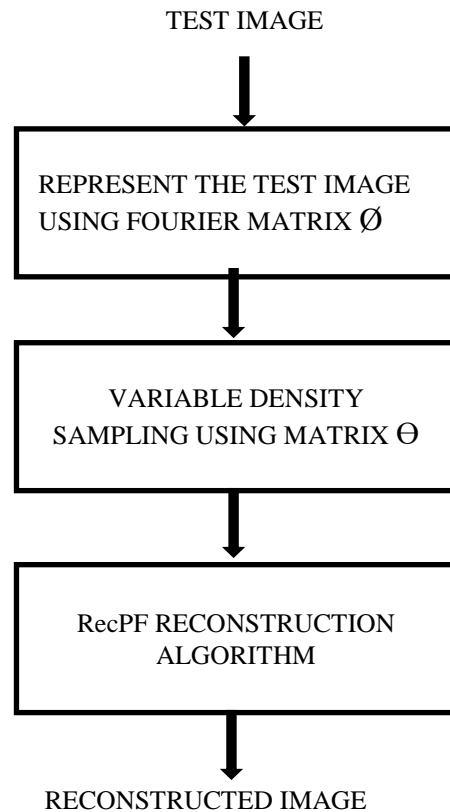 TEST IMAGE
REPRESENT THE TEST IMAGE
USING FOURIER MATRIX Ø
VARIABLE DENSITY
SAMPLING USING MATRIX Ө
RecPF RECONSTRUCTION
ALGORITHM
RECONSTRUCTED IMAGE